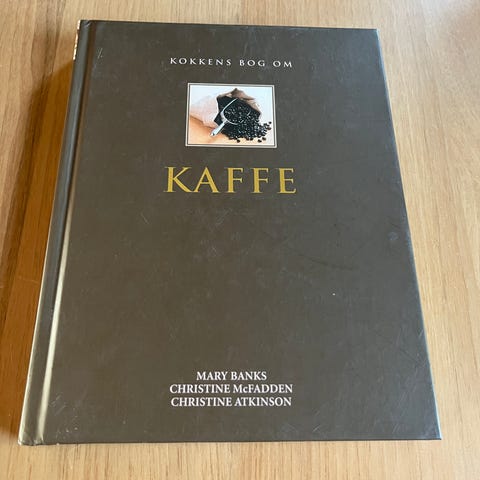 KOKKENS BOG OM
KAFFE
MARY BANKS
CHRISTINE McFADDEN
CHRISTINE ATKINSON